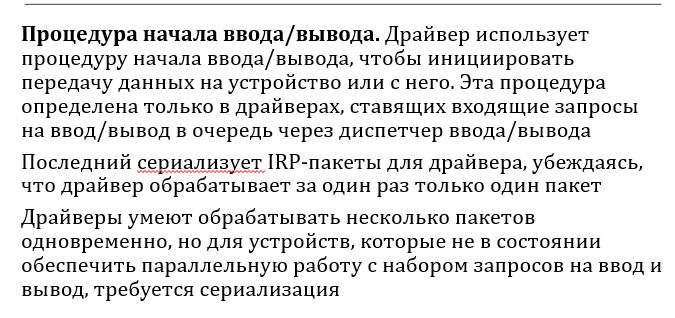 Процедура начала ввода/вывода. Драйвер использует
процедуру начала ввода/вывода, чтобы инициировать
передачу данных на устройство или с него. Эта процедура
определена только в драйверах, ставящих входящие запросы
на ввод/вывод в очередь через диспетчер ввода/вывода
Последний сериализует IRP-пакеты для драйвера, убеждаясь,
что драйвер обрабатывает за один раз только один пакет
Драйверы умеют обрабатывать несколько пакетов
одновременно, но для устройств, которые не в состоянии
обеспечить параллельную работу с набором запросов на ввод и
вывод, требуется сериализация